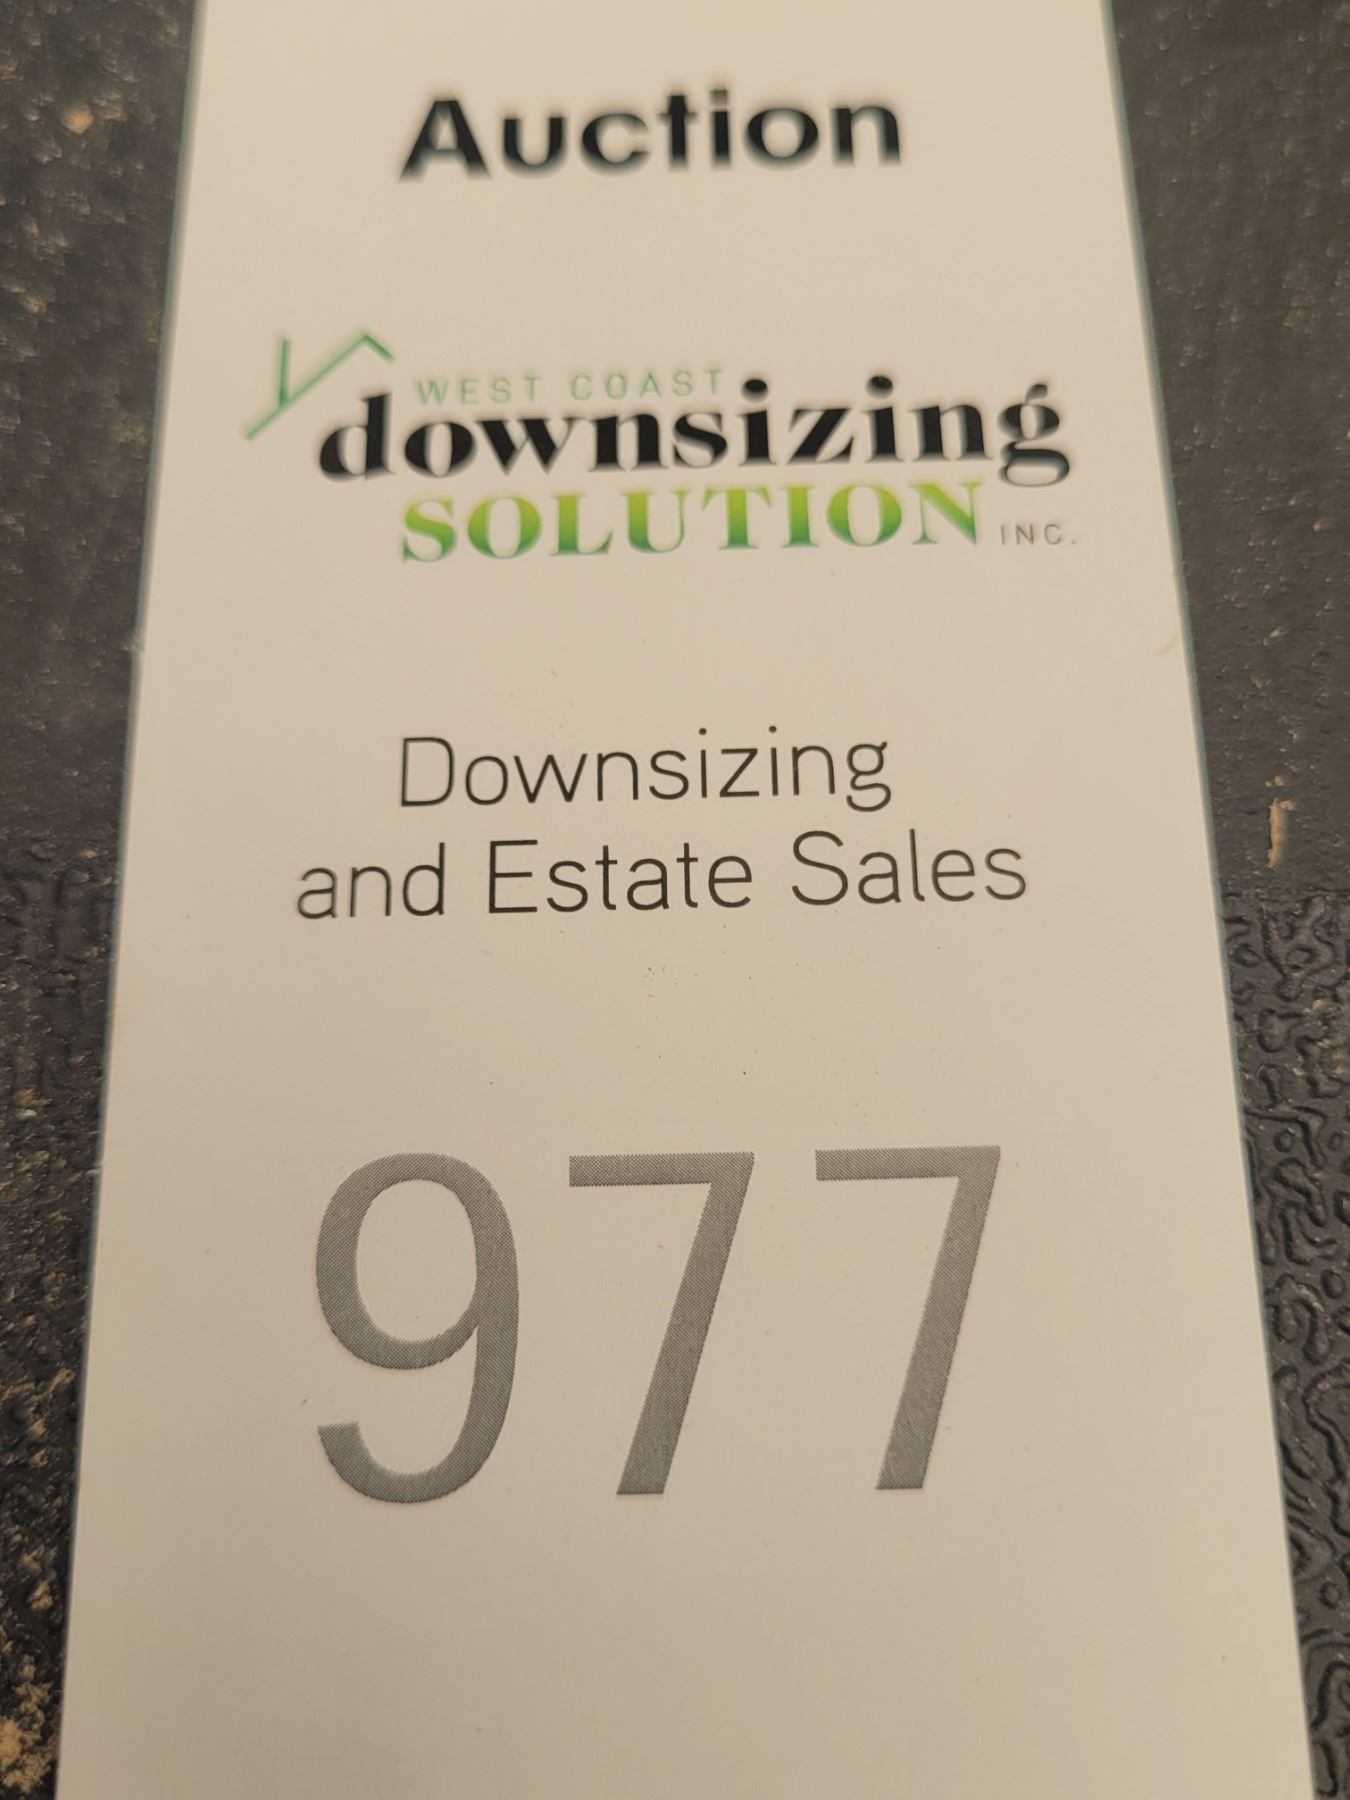 Auction
WEST COAST
downsizing
SOLUTION INC.
Downsizing
and Estate Sales
977